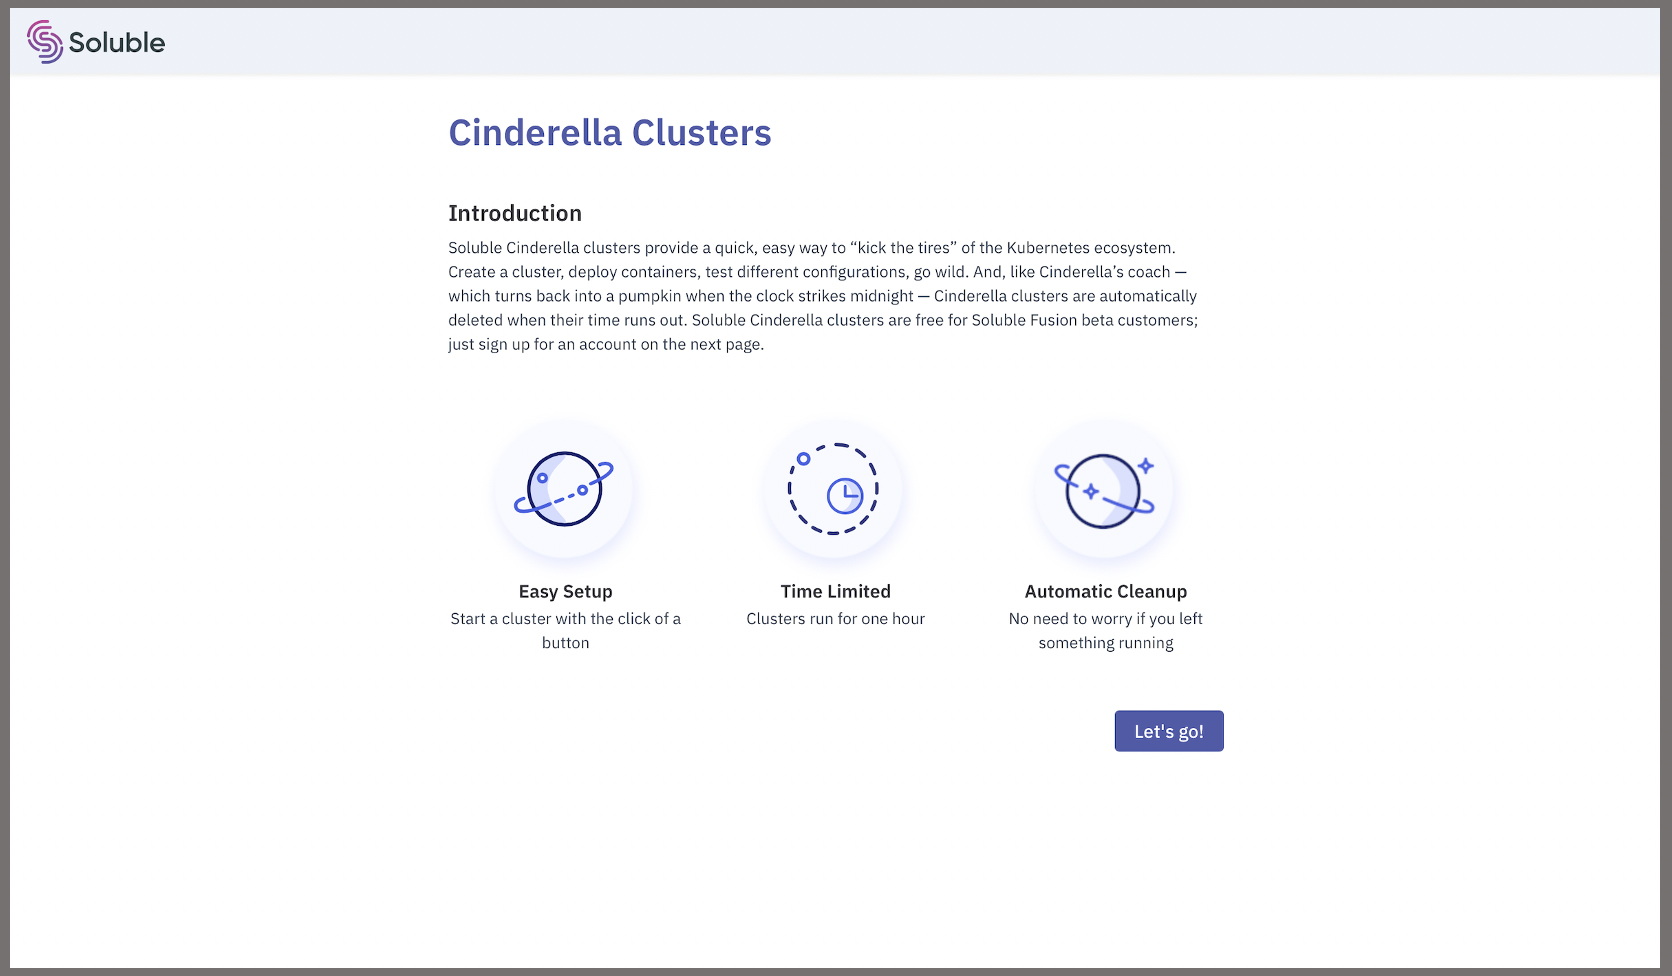 Soluble
Cinderella Clusters
Introduction
Soluble Cinderella clusters provide a quick, easy way to “kick the tires” of the Kubernetes ecosystem.
Create a cluster, deploy containers, test different configurations, go wild. And, like Cinderella’s coach —
which turns back into a pumpkin when the clock strikes midnight — Cinderella clusters are automatically
deleted when their time runs out. Soluble Cinderella clusters are free for Soluble Fusion beta customers;
just sign up for an account on the next page.
Easy Setup
Start a cluster with the click of a
button
Time Limited
Clusters run for one hour
Automatic Cleanup
No need to worry if you left
something running
Let's go!